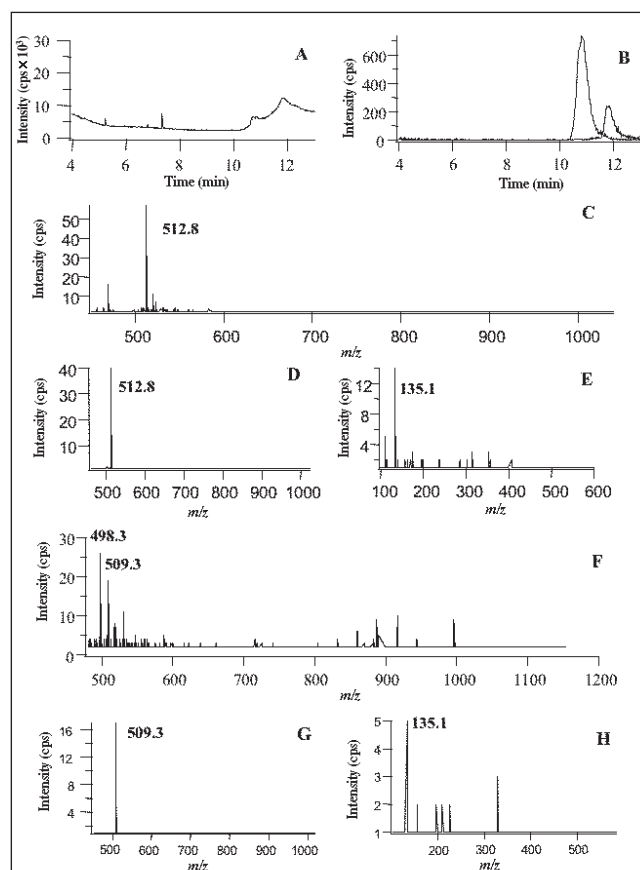 A
Intensity (cps×10³)
30
20
10
0
4 6 8 10 12
Time (min)
B
Intensity (cps)
600
400
200
0
4 6 8 10 12
Time (min)
C
Intensity (cps)
50
40
30
20
10
512.8
500 600 700 800 900 1000
m/z
D
Intensity (cps)
40
30
20
10
512.8
500 600 700 800 900 1000
m/z
E
Intensity (cps)
12
8
4
135.1
100 200 300 400 500 600
m/z
F
Intensity (cps)
498.3
509.3
30
20
10
0
500 600 700 800 900 1000 1100 1200
m/z
G
Intensity (cps)
16
12
8
4
509.3
500 600 700 800 900 1000
m/z
H
Intensity (cps)
5
4
3
2
1
135.1
200 300 400 500
m/z